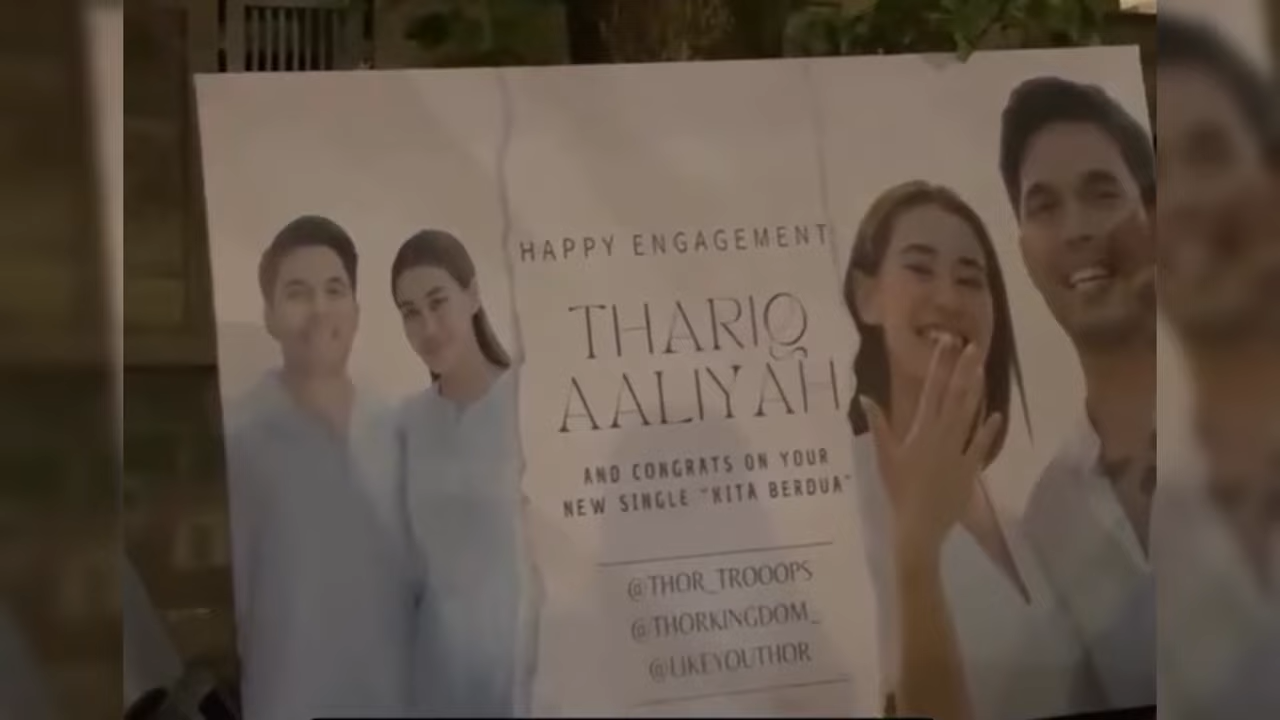 HAPPY ENGAGEMENT
THARIQ
AALIYAH
AND CONGRATS ON YOUR
NEW SINGLE "KITA BERDUA"
@THOR_TROOOPS
@THORKINGDOM_
@LIKEYOUTHOR